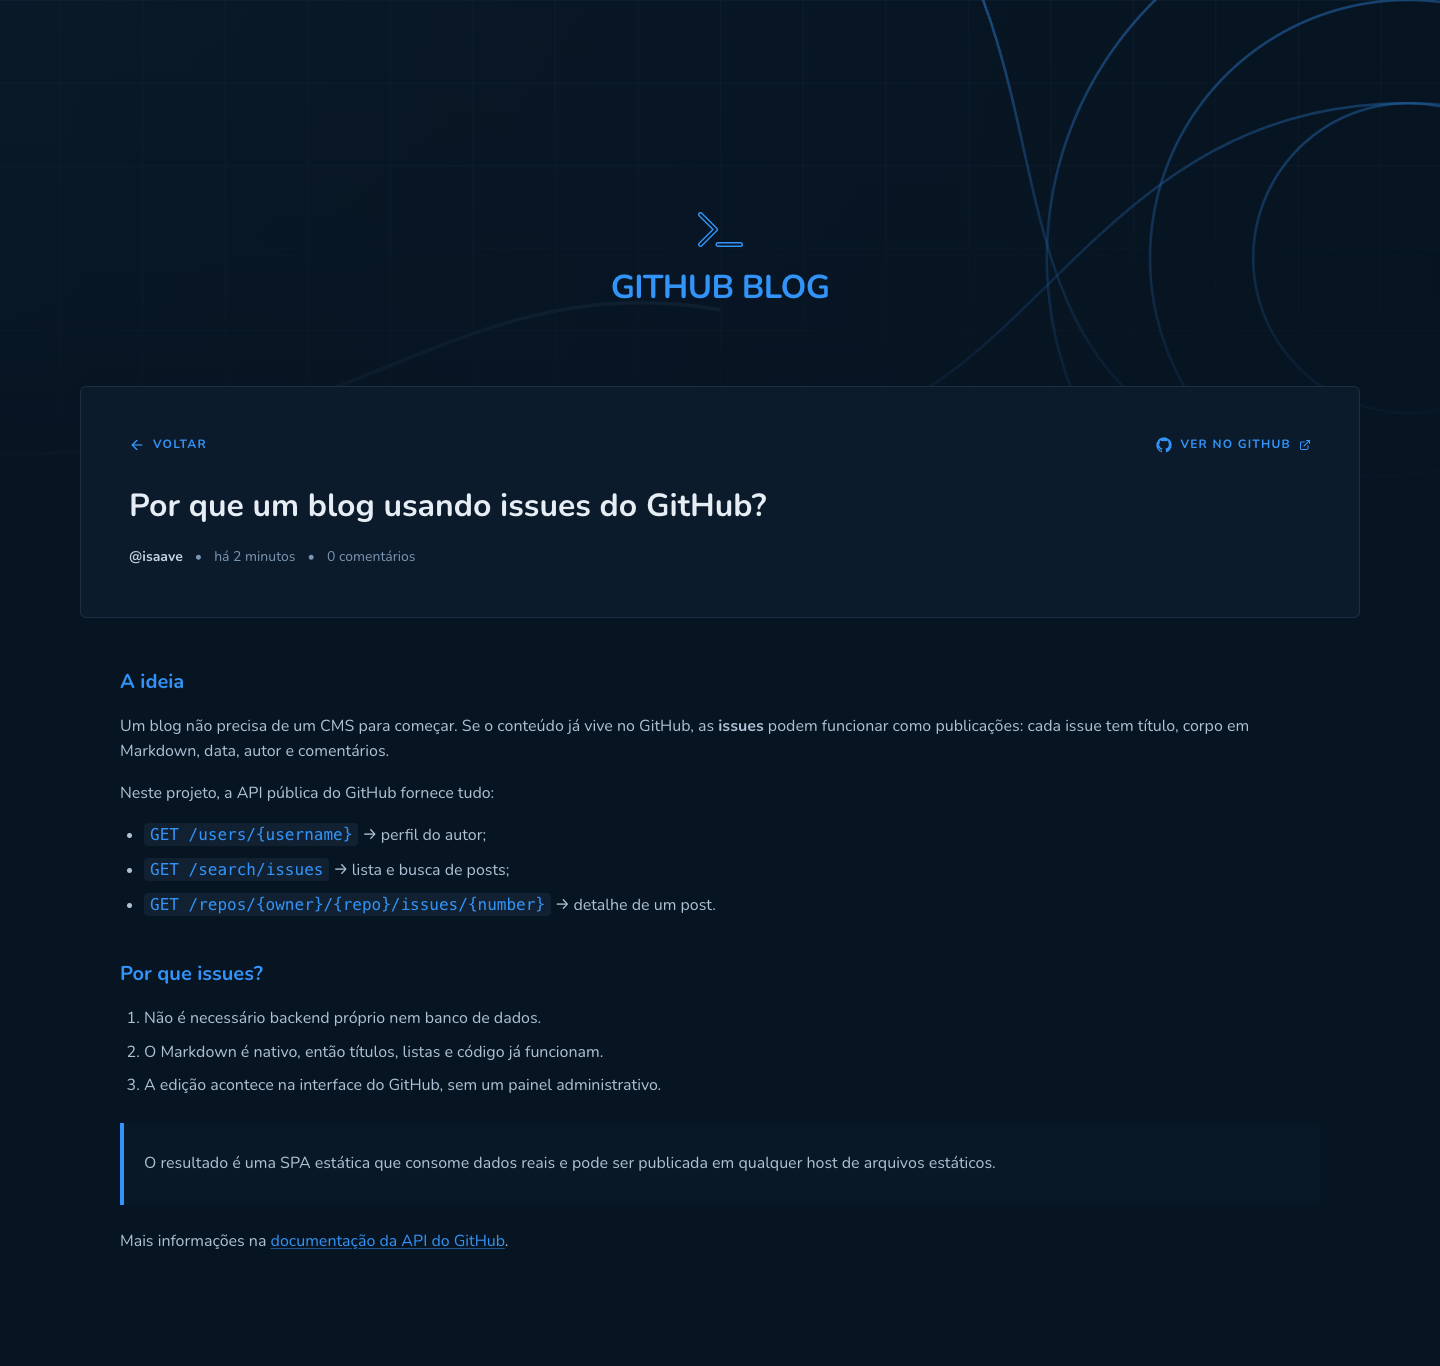 GITHUB BLOG
VOLTAR
VER NO GITHUB
Por que um blog usando issues do GitHub?
@isaave • há 2 minutos • 0 comentários
A ideia
Um blog não precisa de um CMS para começar. Se o conteúdo já vive no GitHub, as issues podem funcionar como publicações: cada issue tem título, corpo em
Markdown, data, autor e comentários.
Neste projeto, a API pública do GitHub fornece tudo:
• GET /users/{username} → perfil do autor;
• GET /search/issues → lista e busca de posts;
• GET /repos/{owner}/{repo}/issues/{number} → detalhe de um post.
Por que issues?
1. Não é necessário backend próprio nem banco de dados.
2. O Markdown é nativo, então títulos, listas e código já funcionam.
3. A edição acontece na interface do GitHub, sem um painel administrativo.
O resultado é uma SPA estática que consome dados reais e pode ser publicada em qualquer host de arquivos estáticos.
Mais informações na documentação da API do GitHub.